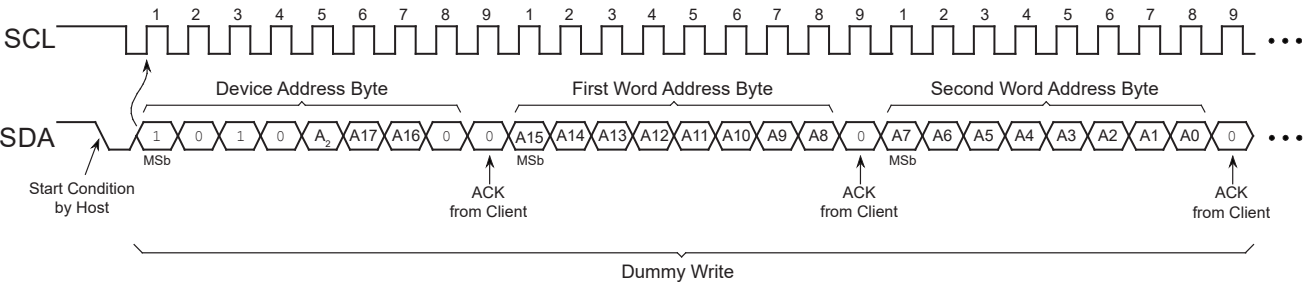 1 2 3 4 5 6 7 8 9 1 2 3 4 5 6 7 8 9 1 2 3 4 5 6 7 8 9
SCL
Device Address Byte First Word Address Byte Second Word Address Byte
SDA 1 0 1 0 A2 A17 A16 0 0 A15 A14 A13 A12 A11 A10 A9 A8 0 A7 A6 A5 A4 A3 A2 A1 A0 0
MSb MSb MSb
Start Condition
by Host
ACK
from Client
ACK
from Client
ACK
from Client
Dummy Write